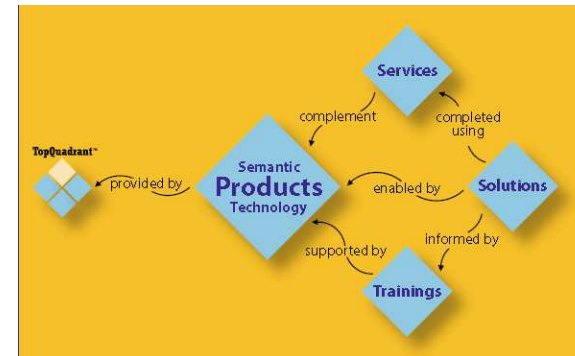 Services
complement
completed
using
TopQuadrant™
Semantic
Products
Technology
provided by
enabled by
Solutions
supported by
informed by
Trainings